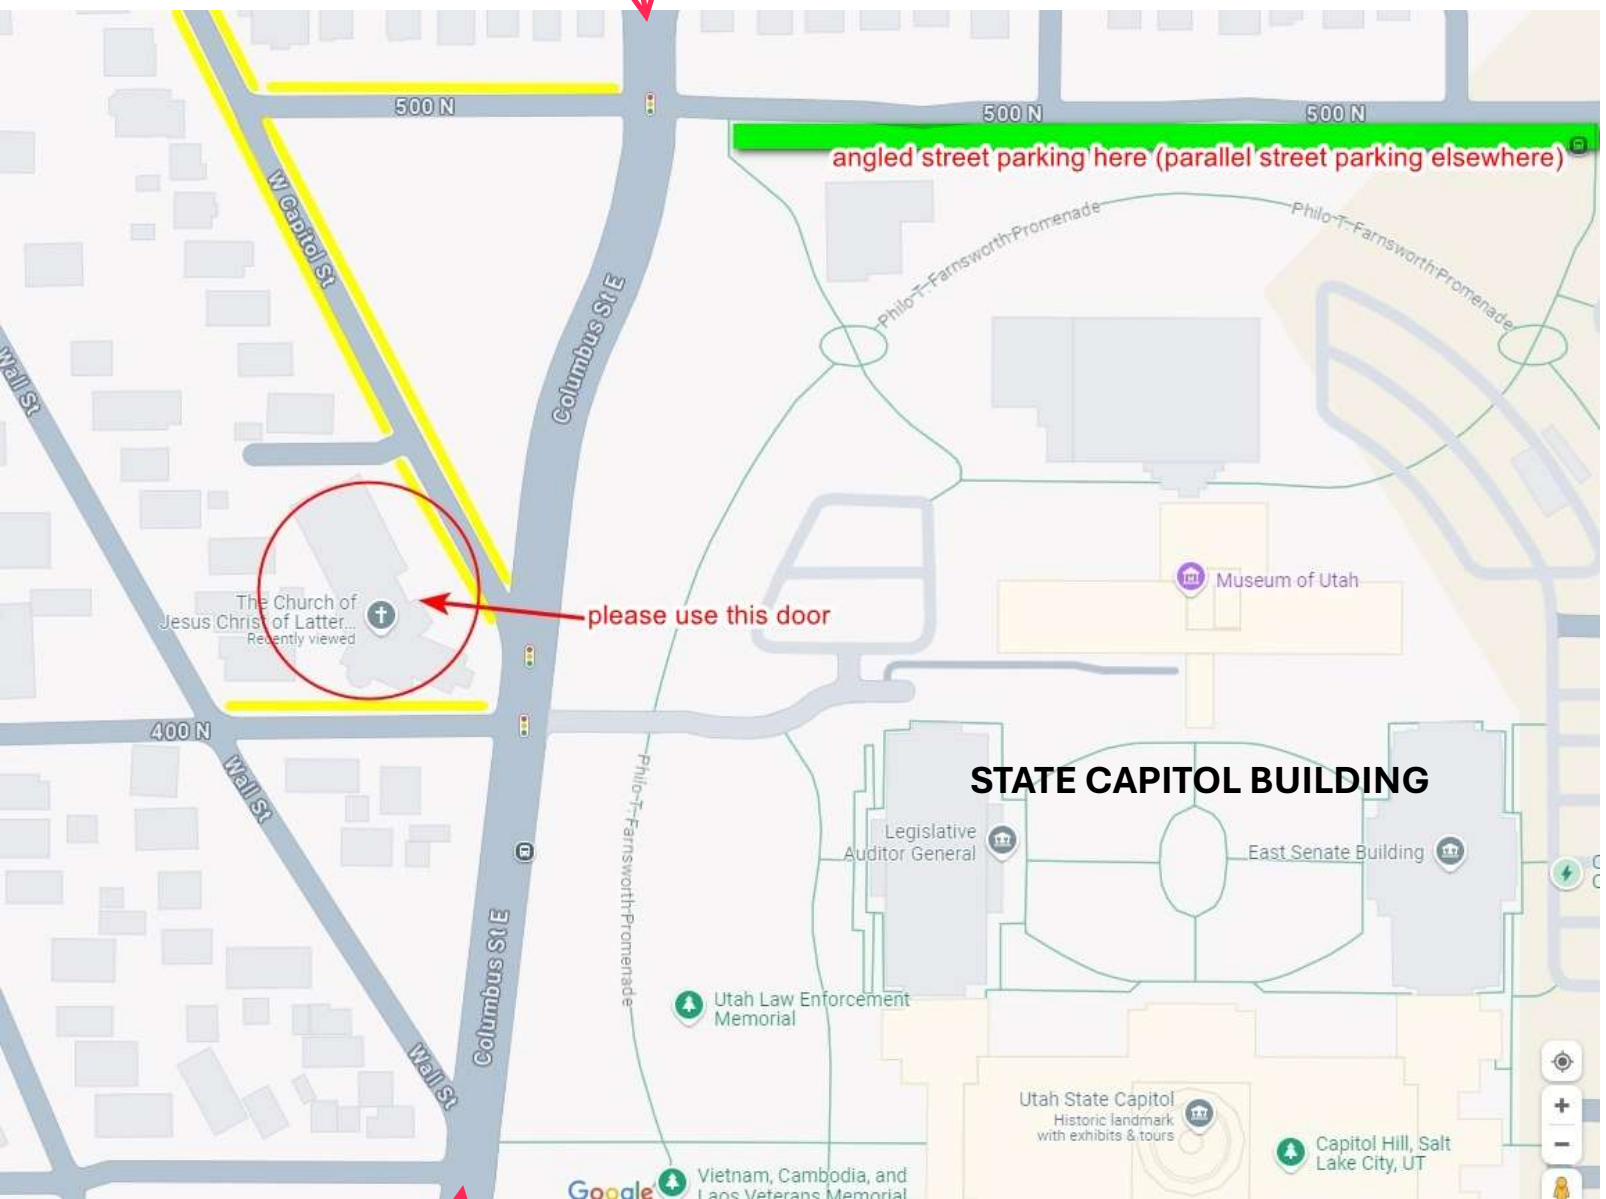 500 N
500 N
500 N
angled street parking here (parallel street parking elsewhere)
W Capitol St
Philo T. Farnsworth Promenade
Philo T. Farnsworth Promenade
Columbus St E
Wall St
Museum of Utah
The Church of
Jesus Christ of Latter...
Recently viewed
please use this door
400 N
Wall St
Philo T. Farnsworth Promenade
STATE CAPITOL BUILDING
Legislative
Auditor General
East Senate Building
C
C
Columbus St E
Utah Law Enforcement
Memorial
Wall St
Utah State Capitol
Historic landmark
with exhibits & tours
Capitol Hill, Salt
Lake City, UT
Google
Vietnam, Cambodia, and
Laos Veterans Memorial